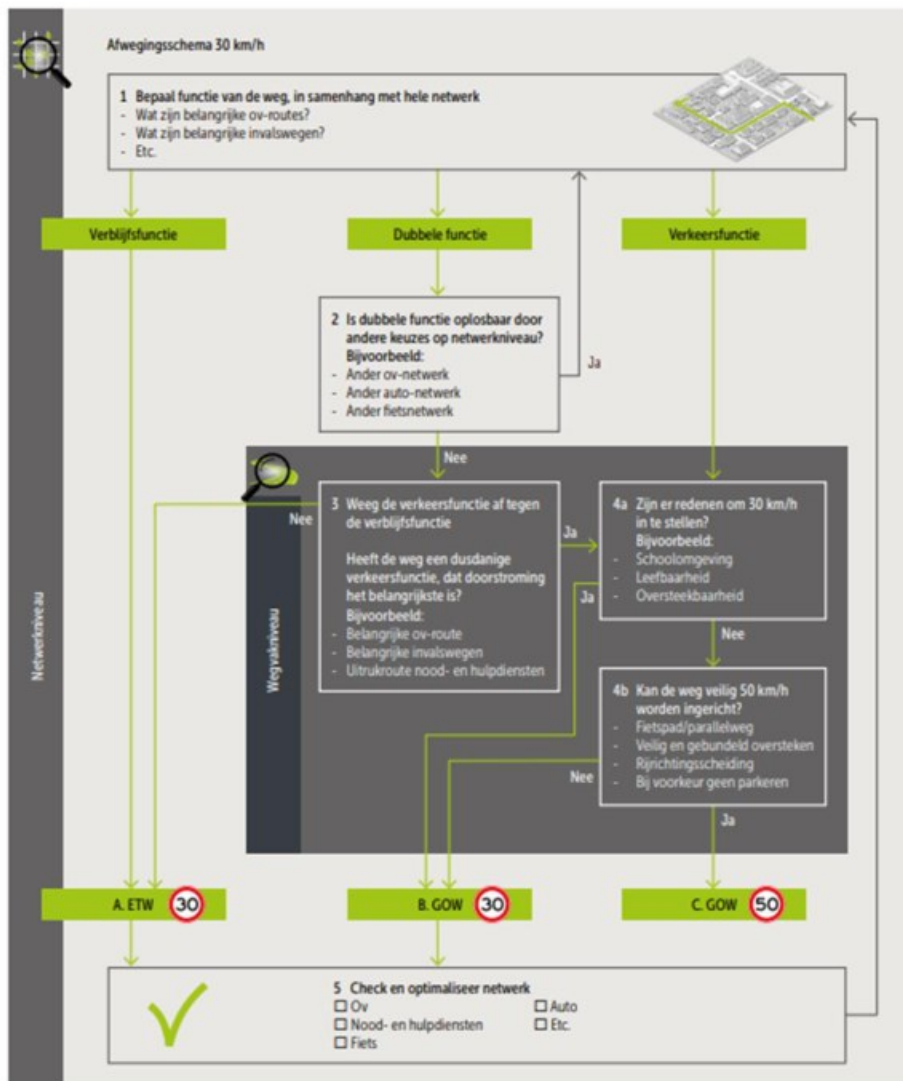 Afwegingsschema 30 km/h
1 Bepaal functie van de weg, in samenhang met hele netwerk
- Wat zijn belangrijke ov-routes?
- Wat zijn belangrijke invalswegen?
- Etc.
Verblijfsfunctie
Dubbele functie
Verkeersfunctie
2 Is dubbele functie oplosbaar door
andere keuzes op netwerkniveau?
Bijvoorbeeld:
- Ander ov-netwerk
- Ander auto-netwerk
- Ander fietsnetwerk
Ja
Nee
Netwerkniveau
Wegvakniveau
Nee
3 Weeg de verkeersfunctie af tegen
de verblijfsfunctie
Heeft de weg een dusdanige
verkeersfunctie, dat doorstroming
het belangrijkste is?
Bijvoorbeeld:
- Belangrijke ov-route
- Belangrijke invalswegen
- Uitrukroute nood- en hulpdiensten
Ja
4a Zijn er redenen om 30 km/h
in te stellen?
Bijvoorbeeld:
- Schoolomgeving
- Leefbaarheid
- Oversteekbaarheid
Ja
Nee
4b Kan de weg veilig 50 km/h
worden ingericht?
- Fietspad/parallelweg
- Veilig en gebundeld oversteken
- Rijrichtingsscheiding
- Bij voorkeur geen parkeren
Nee
Ja
A. ETW 30
B. GOW 30
C. GOW 50
5 Check en optimaliseer netwerk
☐ Ov
☐ Auto
☐ Nood- en hulpdiensten
☐ Etc.
☐ Fiets